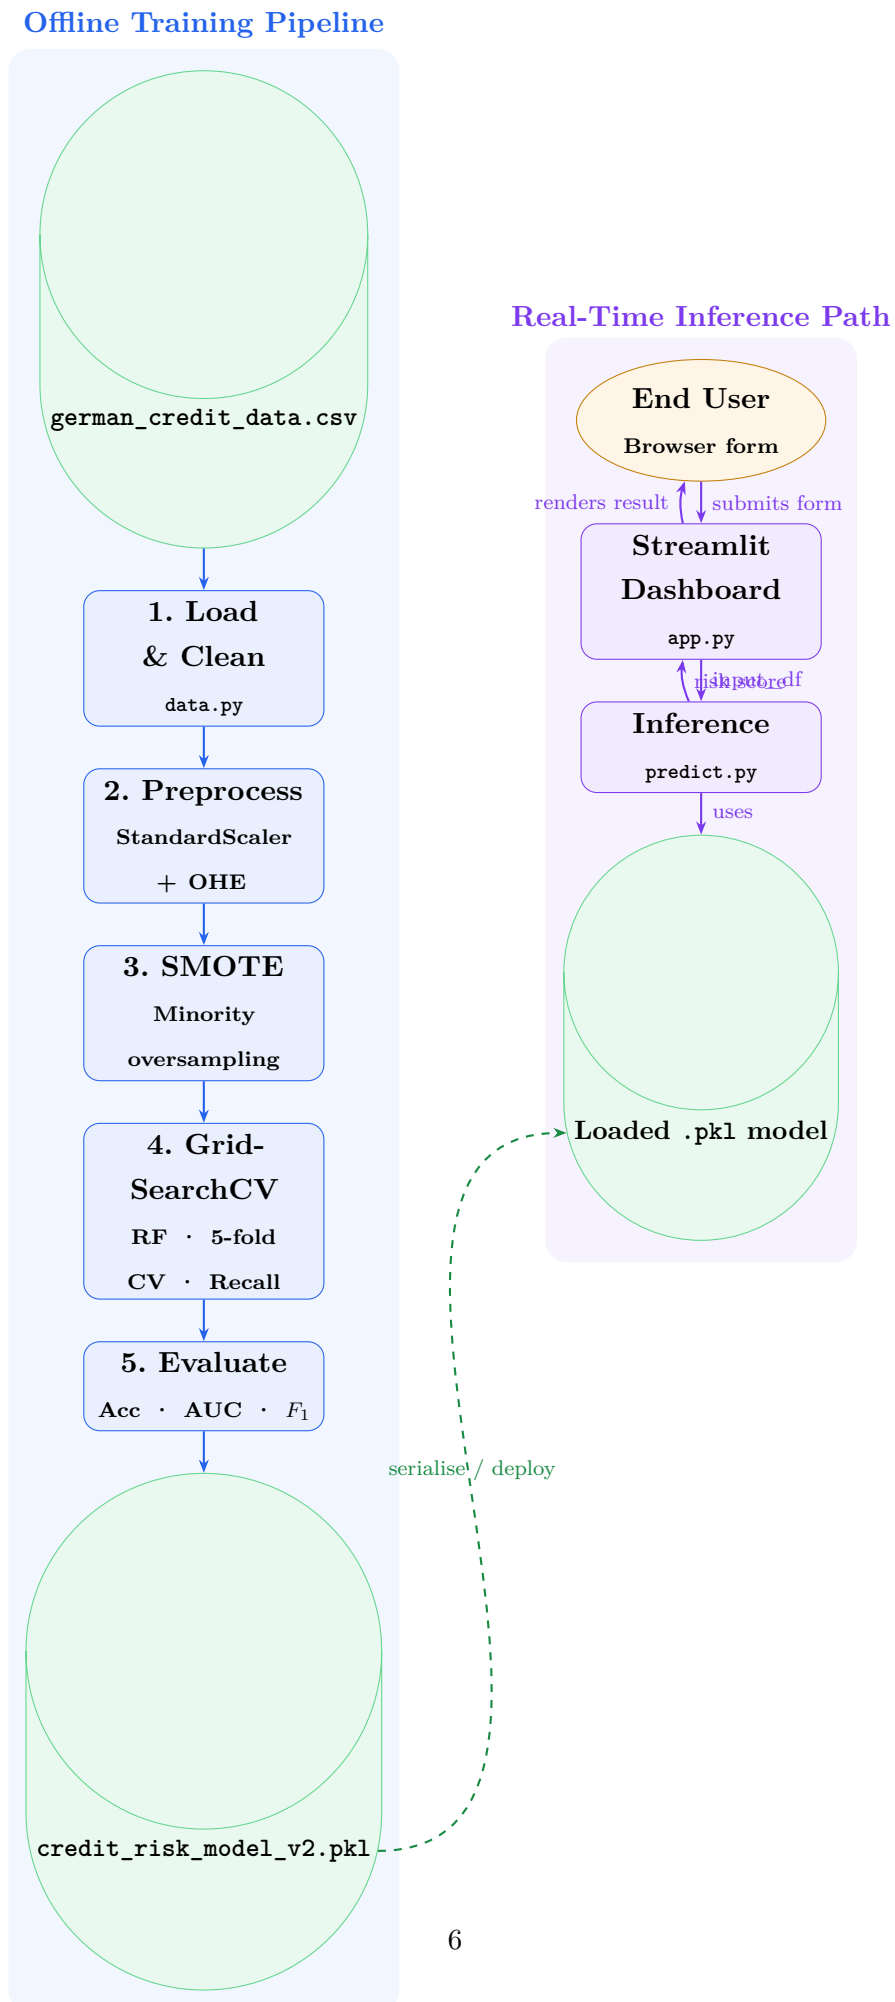 Offline Training Pipeline
german_credit_data.csv
1. Load
& Clean
data.py
2. Preprocess
StandardScaler
+ OHE
3. SMOTE
Minority
oversampling
4. Grid-
SearchCV
RF · 5-fold
CV · Recall
5. Evaluate
Acc · AUC · F₁
credit_risk_model_v2.pkl
serialise / deploy
Real-Time Inference Path
End User
Browser form
renders result
submits form
Streamlit
Dashboard
app.py
risk score
input_df
Inference
predict.py
uses
Loaded .pkl model
6